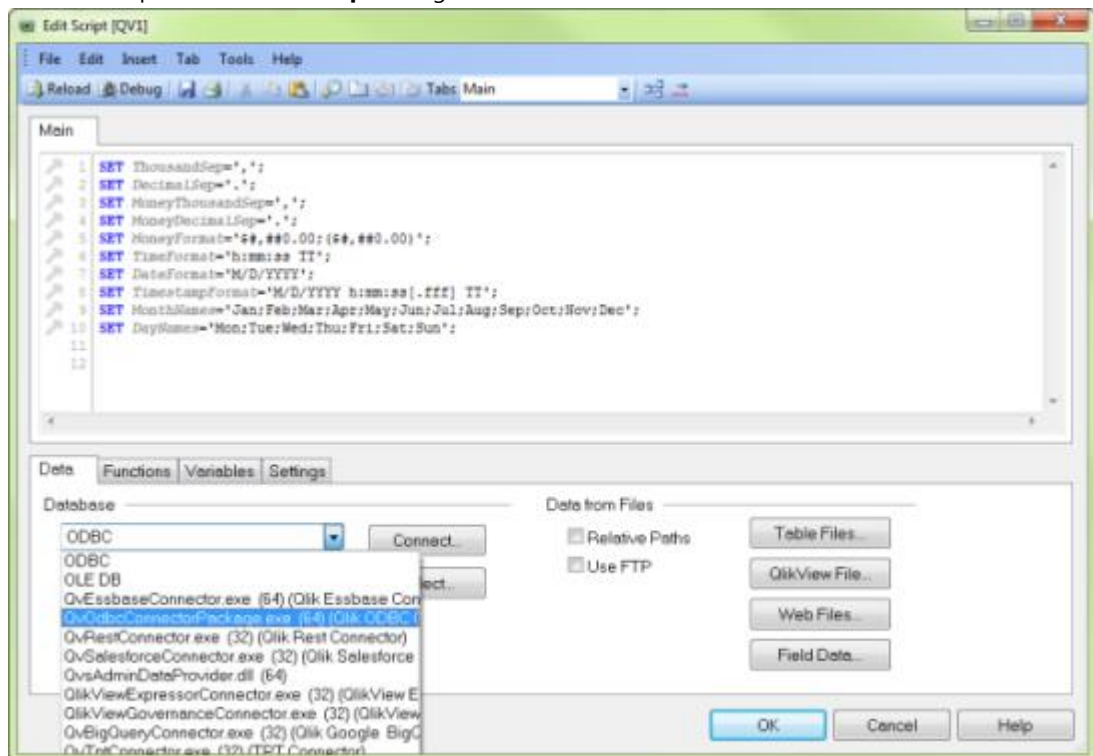 Edit Script [QV1]
File Edit Insert Tab Tools Help
Reload Debug Tabs Main
Main
1 SET ThousandSep=',';
2 SET DecimalSep='.';
3 SET MoneyThousandSep=',';
4 SET MoneyDecimalSep='.';
5 SET MoneyFormat='$#,##0.00;($#,##0.00)';
6 SET TimeFormat='h:mm:ss TT';
7 SET DateFormat='M/D/YYYY';
8 SET TimestampFormat='M/D/YYYY h:mm:ss[.fff] TT';
9 SET MonthNames='Jan;Feb;Mar;Apr;May;Jun;Jul;Aug;Sep;Oct;Nov;Dec';
10 SET DayNames='Mon;Tue;Wed;Thu;Fri;Sat;Sun';
11
12
Data Functions Variables Settings
Database
ODBC Connect...
ODBC
OLE DB
QvEssbaseConnector.exe (64) (Qlik Essbase Con
QvOdbcConnectorPackage.exe (64) (Qlik ODBC
QvRestConnector.exe (32) (Qlik Rest Connector)
QvSalesforceConnector.exe (32) (Qlik Salesforce
QvsAdminDataProvider.dll (64)
QlikViewExpressorConnector.exe (32) (QlikView E
QlikViewGovernanceConnector.exe (32) (QlikView
QvBigQueryConnector.exe (32) (Qlik Google BigQ
QvTptConnector.exe (32) (TPT Connector)
ect...
Data from Files
Relative Paths
Use FTP
Table Files...
QlikView File...
Web Files...
Field Data...
OK Cancel Help